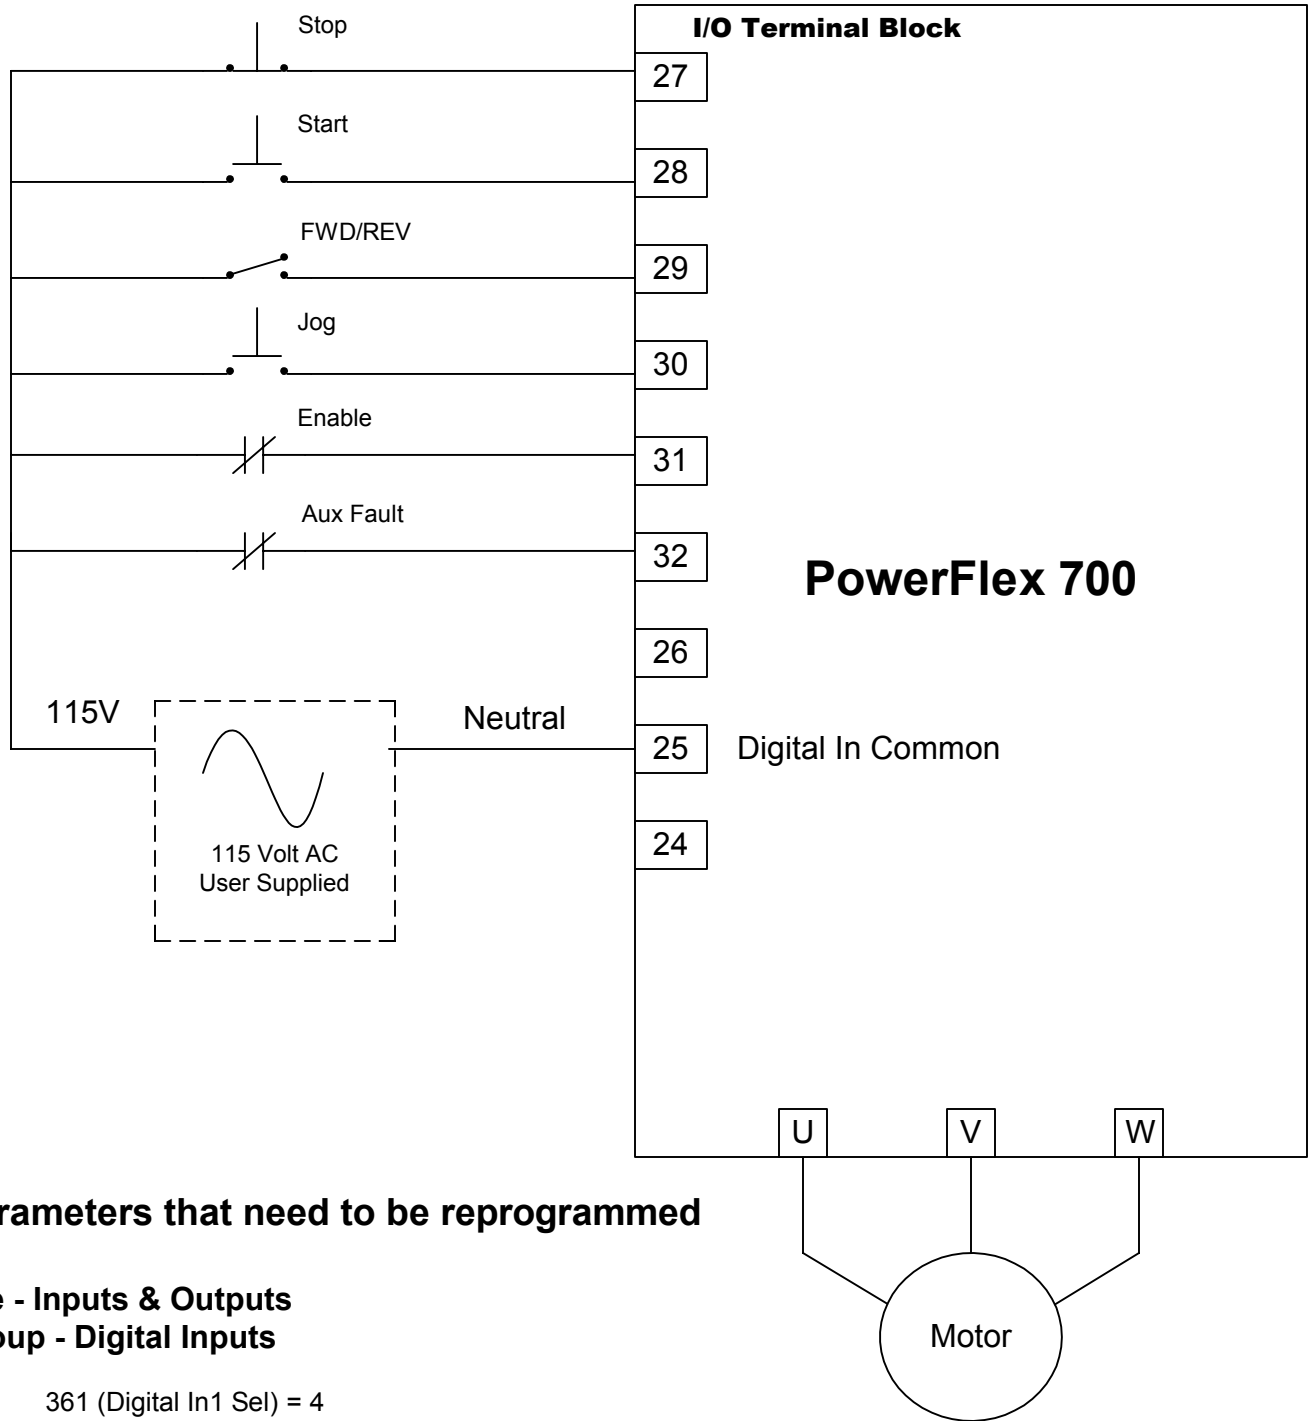 Stop
I/O Terminal Block
27
Start
28
FWD/REV
29
Jog
30
Enable
31
Aux Fault
32
PowerFlex 700
26
115V
Neutral
25
Digital In Common
115 Volt AC
User Supplied
24
U
V
W
rameters that need to be reprogrammed
e - Inputs & Outputs
oup - Digital Inputs
Motor
361 (Digital In1 Sel) = 4